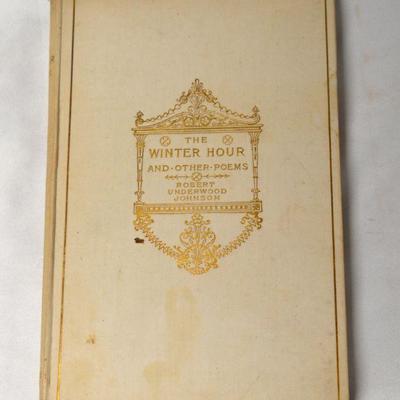 THE
WINTER HOUR
AND·OTHER·POEMS
ROBERT
UNDERWOOD
JOHNSON